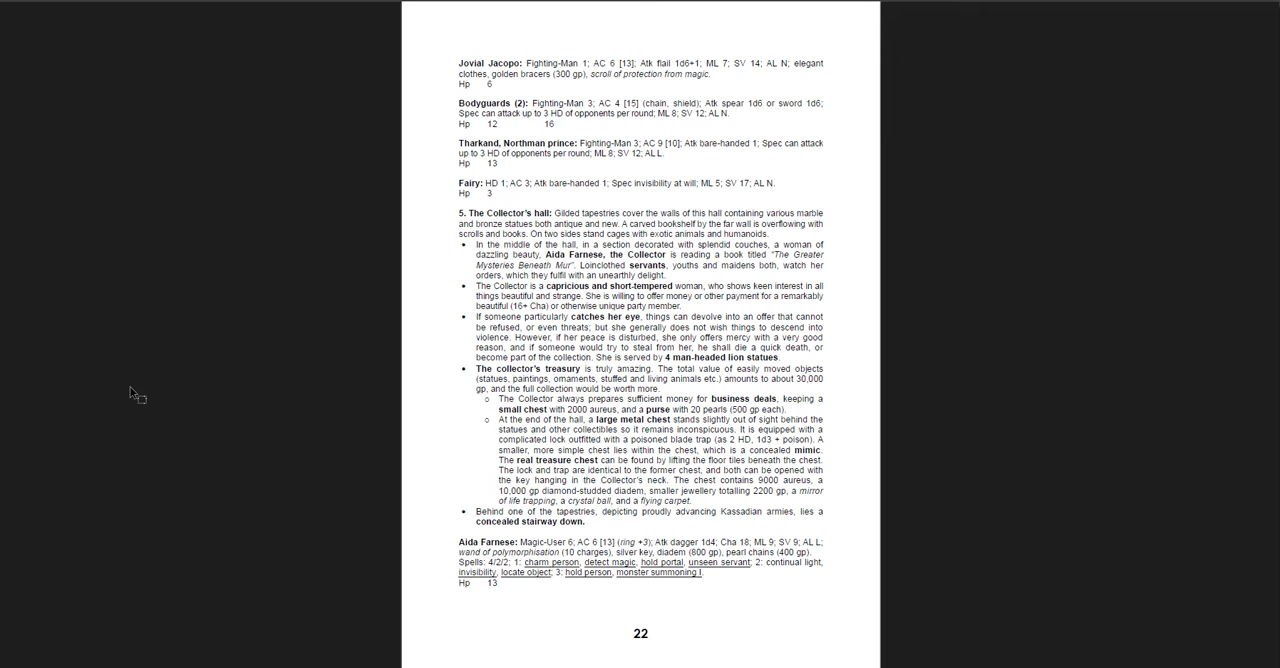 Jovial Jacopo: Fighting-Man 1; AC 6 [13]; Atk flail 1d6+1; ML 7; SV 14; AL N; elegant
clothes, golden bracers (300 gp), scroll of protection from magic.
Hp 6
Bodyguards (2): Fighting-Man 3; AC 4 [15] (chain, shield); Atk spear 1d6 or sword 1d6;
Spec can attack up to 3 HD of opponents per round; ML 8; SV 12; AL N.
Hp 12 16
Tharkand, Northman prince: Fighting-Man 3; AC 9 [10]; Atk bare-handed 1; Spec can attack
up to 3 HD of opponents per round; ML 8; SV 12; AL L.
Hp 13
Fairy: HD 1; AC 3; Atk bare-handed 1; Spec invisibility at will; ML 5; SV 17; AL N.
Hp 3
5. The Collector's hall: Gilded tapestries cover the walls of this hall containing various marble
and bronze statues both antique and new. A carved bookshelf by the far wall is overflowing with
scrolls and books. On two sides stand cages with exotic animals and humanoids.
• In the middle of the hall, in a section decorated with splendid couches, a woman of
dazzling beauty, Aida Farnese, the Collector is reading a book titled "The Greater
Mysteries Beneath Mur". Loinclothed servants, youths and maidens both, watch her
orders, which they fulfil with an unearthly delight.
• The Collector is a capricious and short-tempered woman, who shows keen interest in all
things beautiful and strange. She is willing to offer money or other payment for a remarkably
beautiful (16+ Cha) or otherwise unique party member.
• If someone particularly catches her eye, things can devolve into an offer that cannot
be refused, or even threats; but she generally does not wish things to descend into
violence. However, if her peace is disturbed, she only offers mercy with a very good
reason, and if someone would try to steal from her, he shall die a quick death, or
become part of the collection. She is served by 4 man-headed lion statues.
• The collector's treasury is truly amazing. The total value of easily moved objects
(statues, paintings, ornaments, stuffed and living animals etc.) amounts to about 30,000
gp, and the full collection would be worth more.
o The Collector always prepares sufficient money for business deals, keeping a
small chest with 2000 aureus, and a purse with 20 pearls (500 gp each).
o At the end of the hall, a large metal chest stands slightly out of sight behind the
statues and other collectibles so it remains inconspicuous. It is equipped with a
complicated lock outfitted with a poisoned blade trap (as 2 HD, 1d3 + poison). A
smaller, more simple chest lies within the chest, which is a concealed mimic.
The real treasure chest can be found by lifting the floor tiles beneath the chest.
The lock and trap are identical to the former chest, and both can be opened with
the key hanging in the Collector's neck. The chest contains 9000 aureus, a
10,000 gp diamond-studded diadem, smaller jewellery totalling 2200 gp, a mirror
of life trapping, a crystal ball, and a flying carpet.
• Behind one of the tapestries, depicting proudly advancing Kassadian armies, lies a
concealed stairway down.
Aida Farnese: Magic-User 6; AC 6 [13] (ring +3); Atk dagger 1d4; Cha 18; ML 9; SV 9; AL L;
wand of polymorphisation (10 charges), silver key, diadem (800 gp), pearl chains (400 gp).
Spells: 4/2/2; 1: charm person, detect magic, hold portal, unseen servant; 2: continual light,
invisibility, locate object; 3: hold person, monster summoning I.
Hp 13
22